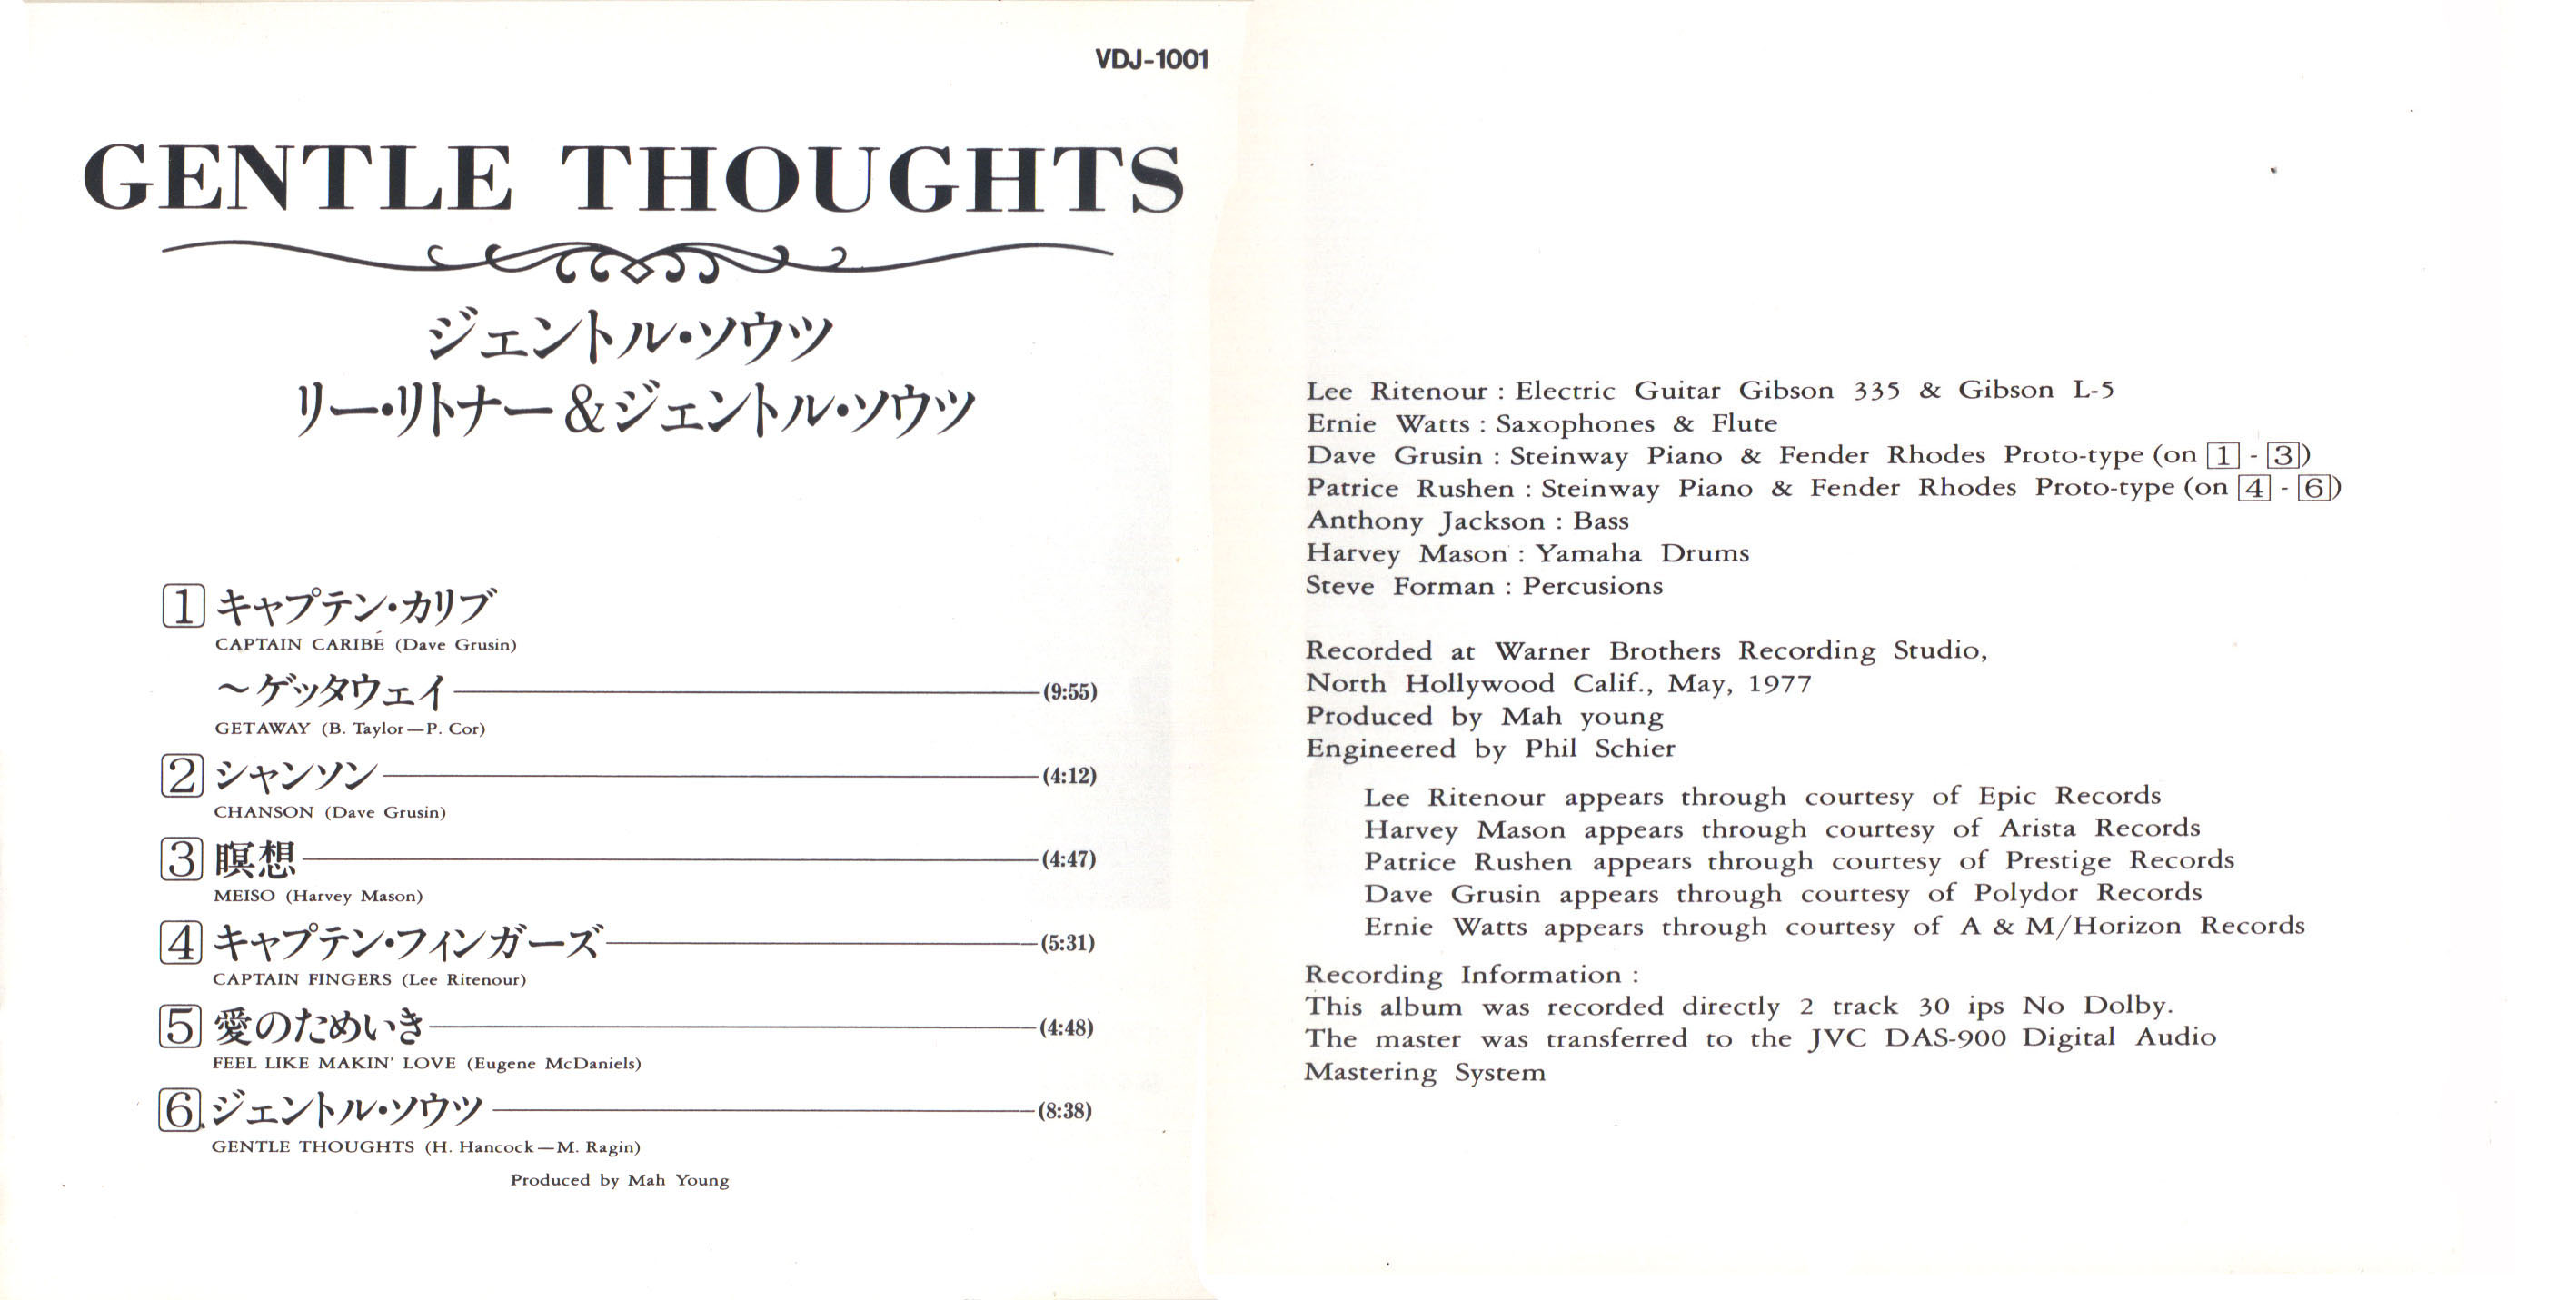 VDJ-1001
GENTLE THOUGHTS
ジェントル・ソウツ
リー・リトナー&ジェントル・ソウツ
1 キャプテン・カリブ
CAPTAIN CARIBÉ (Dave Grusin)
〜ゲッタウェイ (9:55)
GETAWAY (B. Taylor—P. Cor)
2 シャンソン (4:12)
CHANSON (Dave Grusin)
3 瞑想 (4:47)
MEISO (Harvey Mason)
4 キャプテン・フィンガーズ (5:31)
CAPTAIN FINGERS (Lee Ritenour)
5 愛のためいき (4:48)
FEEL LIKE MAKIN' LOVE (Eugene McDaniels)
6 ジェントル・ソウツ (8:38)
GENTLE THOUGHTS (H. Hancock—M. Ragin)
Produced by Mah Young
Lee Ritenour : Electric Guitar Gibson 335 & Gibson L-5
Ernie Watts : Saxophones & Flute
Dave Grusin : Steinway Piano & Fender Rhodes Proto-type (on 1 - 3)
Patrice Rushen : Steinway Piano & Fender Rhodes Proto-type (on 4 - 6)
Anthony Jackson : Bass
Harvey Mason : Yamaha Drums
Steve Forman : Percusions
Recorded at Warner Brothers Recording Studio,
North Hollywood Calif., May, 1977
Produced by Mah young
Engineered by Phil Schier
Lee Ritenour appears through courtesy of Epic Records
Harvey Mason appears through courtesy of Arista Records
Patrice Rushen appears through courtesy of Prestige Records
Dave Grusin appears through courtesy of Polydor Records
Ernie Watts appears through courtesy of A & M/Horizon Records
Recording Information :
This album was recorded directly 2 track 30 ips No Dolby.
The master was transferred to the JVC DAS-900 Digital Audio
Mastering System